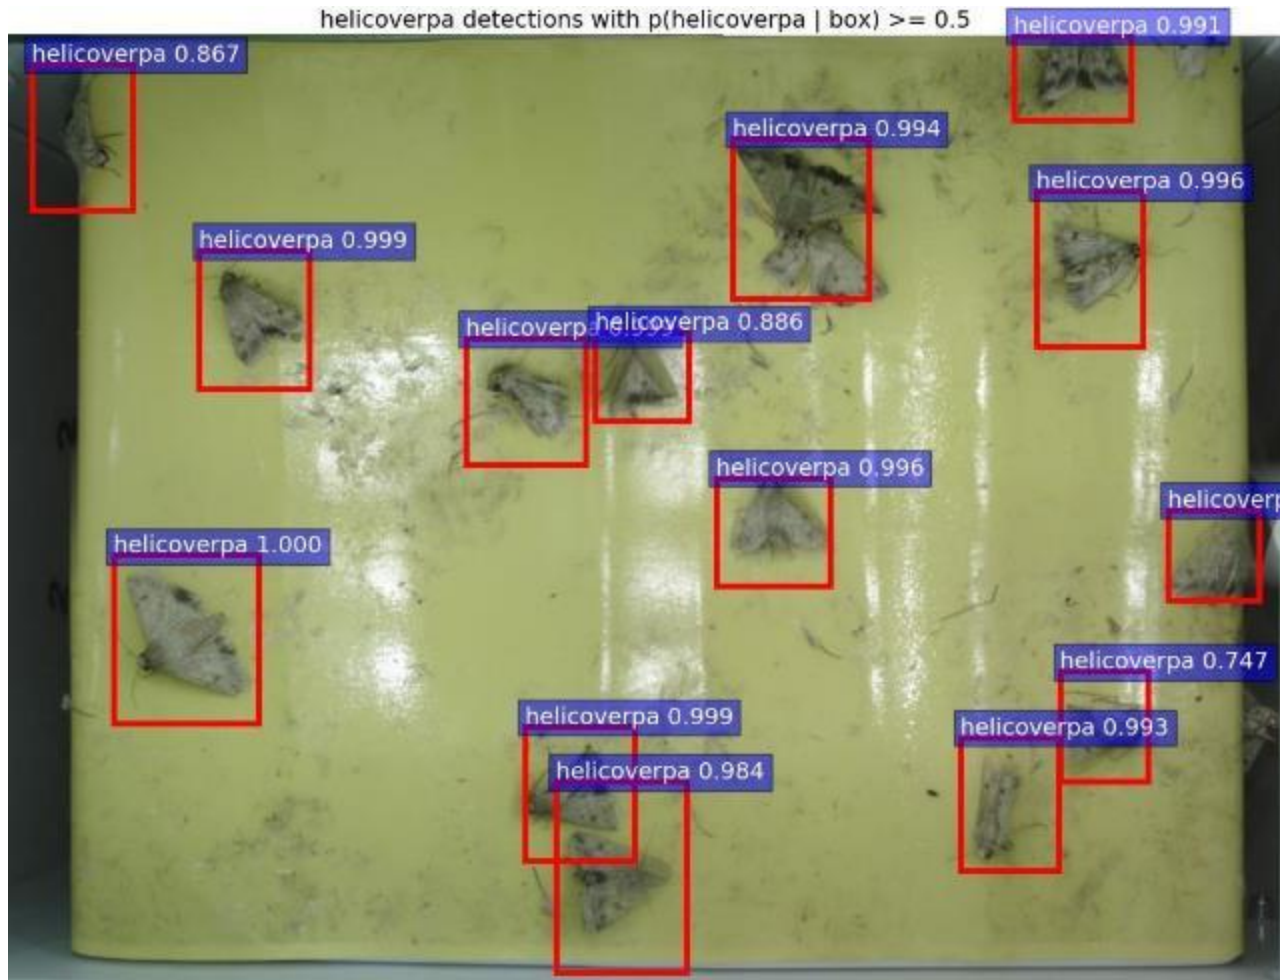 helicoverpa detections with p(helicoverpa | box) >= 0.5
helicoverpa 0.991
helicoverpa 0.867
helicoverpa 0.994
helicoverpa 0.996
helicoverpa 0.999
helicoverp
helicoverpa 0.886
helicoverpa 0.996
helicoverp
helicoverpa 1.000
helicoverpa 0.747
helicoverpa 0.999
helicoverpa 0.993
helicoverpa 0.984